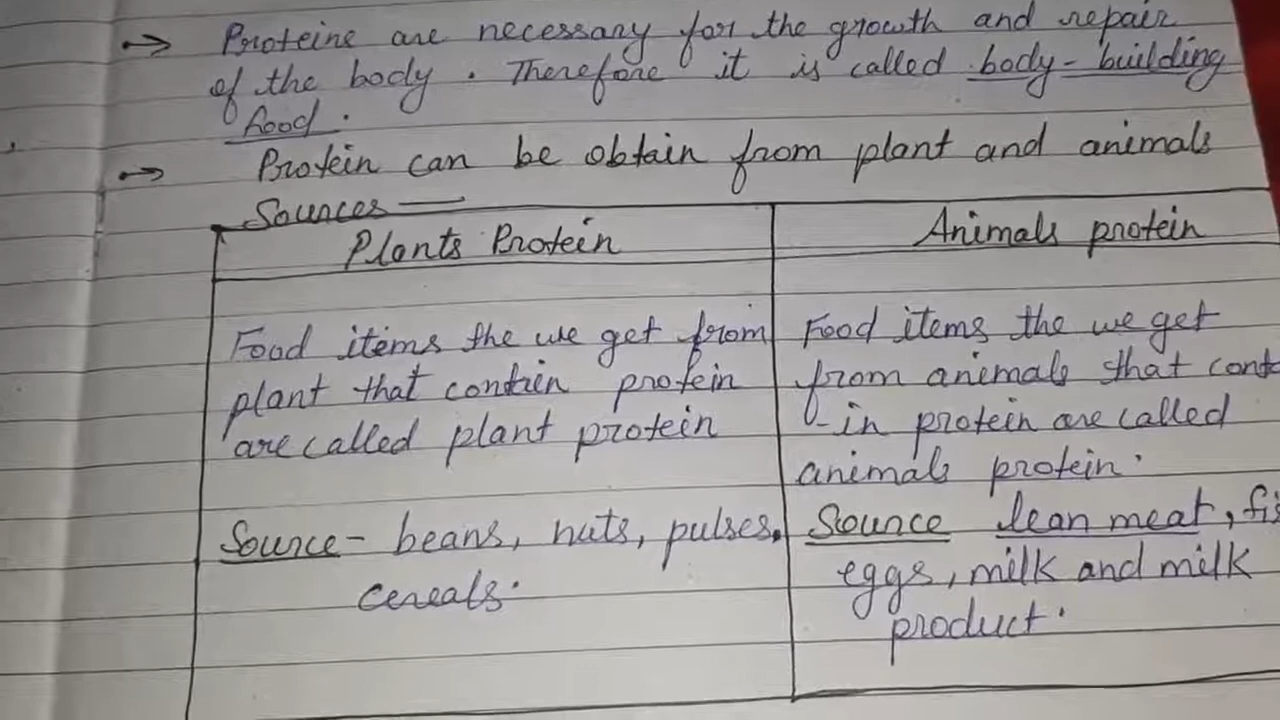 → Proteine are necessary for the growth and repair
of the body. Therefore it is called body-building
food.
→ Protein can be obtain from plant and animals
Sources—
Plants Protein
Food items the we get from
plant that contain protein
are called plant protein
Source- beans, nuts, pulses,
cereals.
Animals protein
Food items the we get
from animals that cont
-in protein are called
animals protein.
Source lean meat, fis
eggs, milk and milk
product.